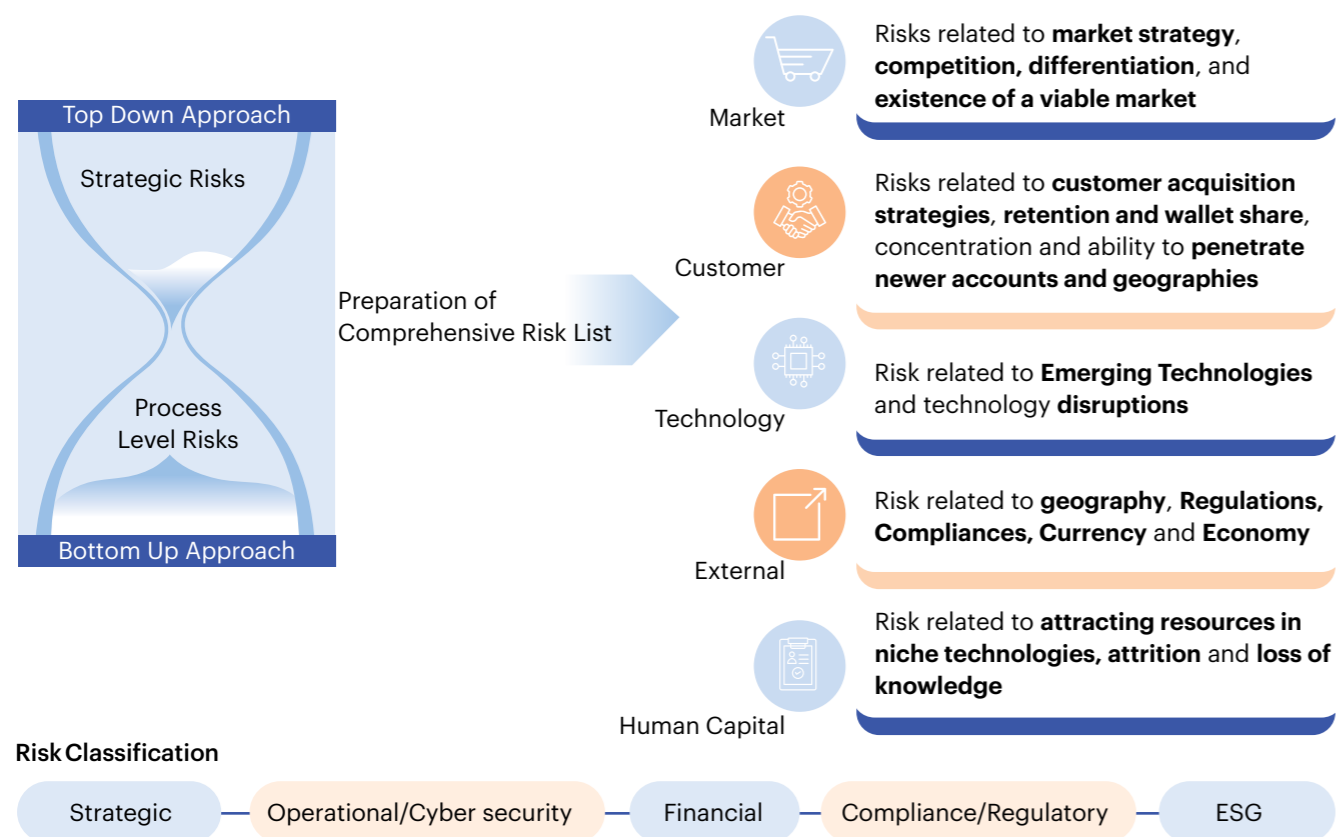 Top Down Approach
Strategic Risks
Process
Level Risks
Bottom Up Approach
Preparation of
Comprehensive Risk List
Market
Risks related to market strategy,
competition, differentiation, and
existence of a viable market
Customer
Risks related to customer acquisition
strategies, retention and wallet share,
concentration and ability to penetrate
newer accounts and geographies
Technology
Risk related to Emerging Technologies
and technology disruptions
External
Risk related to geography, Regulations,
Compliances, Currency and Economy
Human Capital
Risk related to attracting resources in
niche technologies, attrition and loss of
knowledge
Risk Classification
Strategic
Operational/Cyber security
Financial
Compliance/Regulatory
ESG